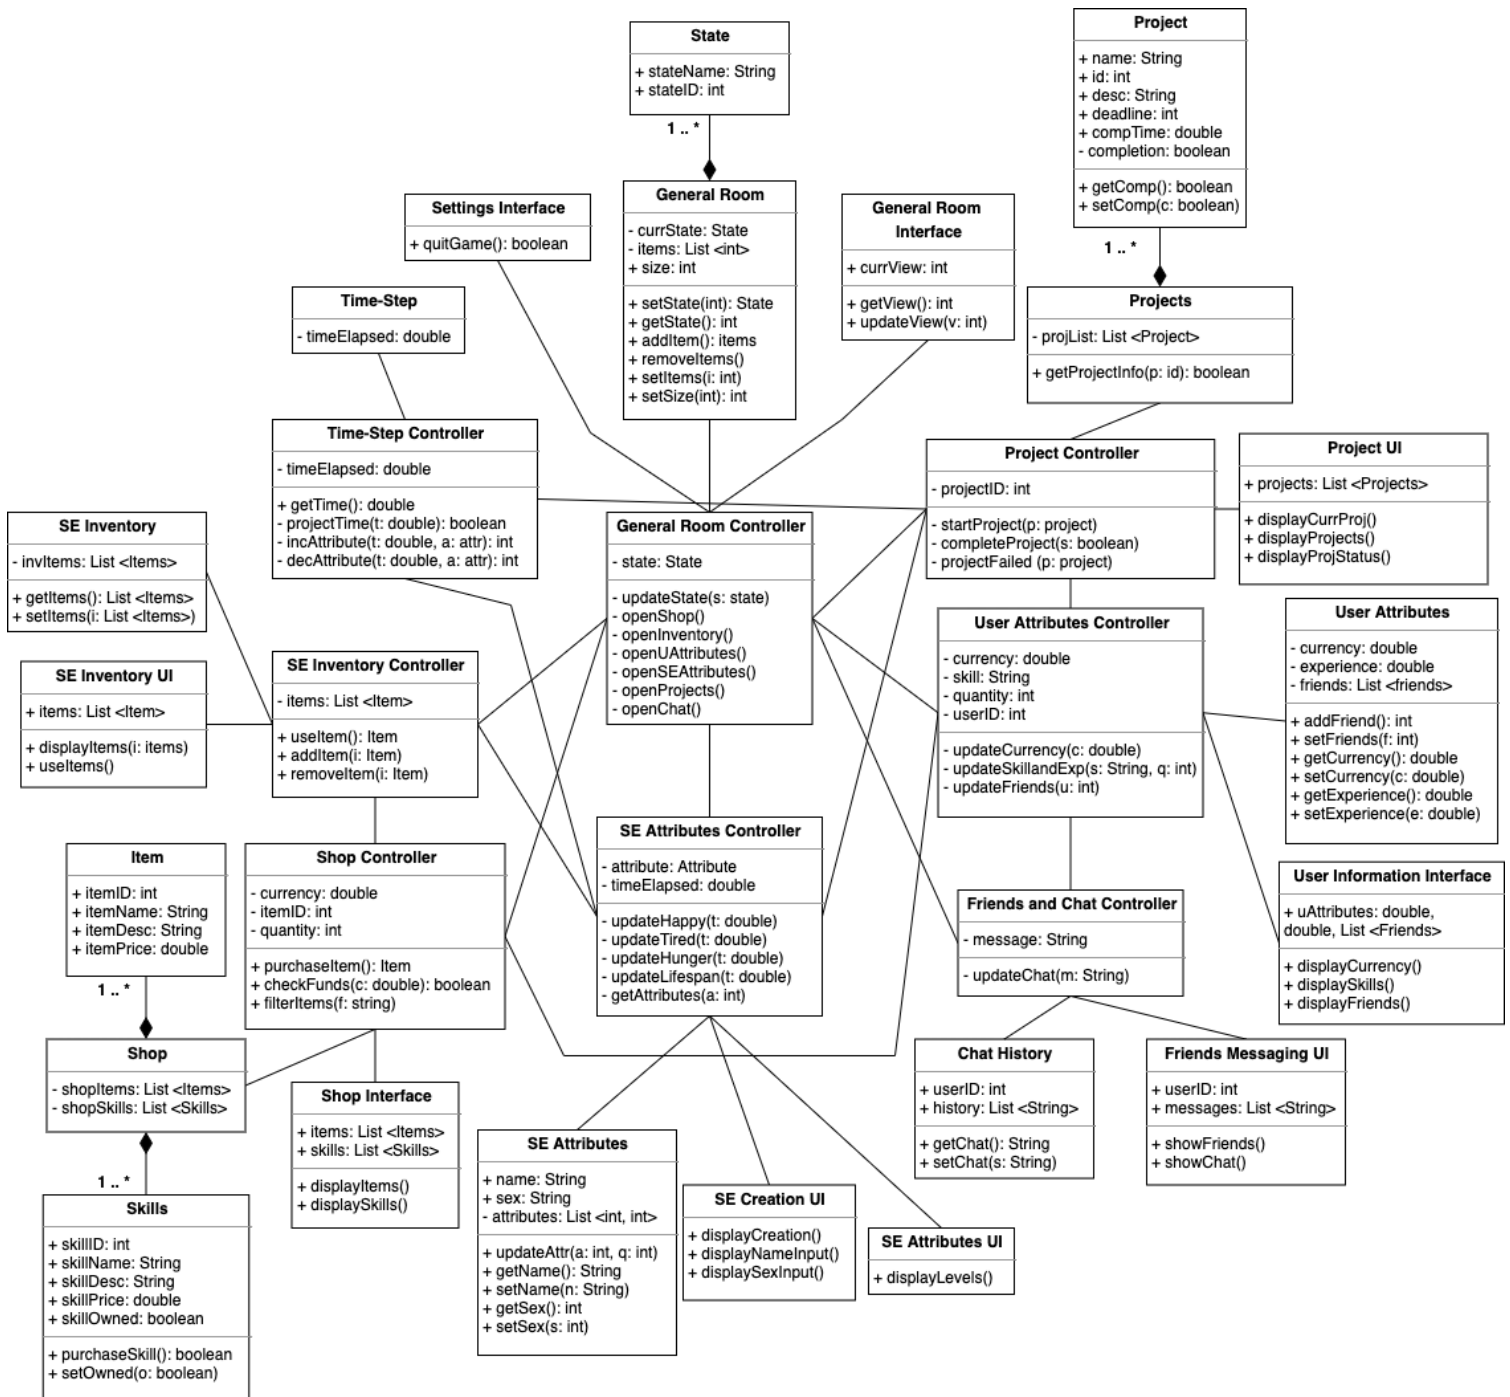 State
+ stateName: String
+ stateID: int
1 .. *
Project
+ name: String
+ id: int
+ desc: String
+ deadline: int
+ compTime: double
- completion: boolean
+ getComp(): boolean
+ setComp(c: boolean)
1 .. *
Settings Interface
+ quitGame(): boolean
General Room
- currState: State
- items: List <int>
+ size: int
+ setState(int): State
+ getState(): int
+ addItem(): items
+ removeItems()
+ setItems(i: int)
+ setSize(int): int
General Room
Interface
+ currView: int
+ getView(): int
+ updateView(v: int)
Time-Step
- timeElapsed: double
Projects
- projList: List <Project>
+ getProjectInfo(p: id): boolean
Time-Step Controller
- timeElapsed: double
+ getTime(): double
- projectTime(t: double): boolean
- incAttribute(t: double, a: attr): int
- decAttribute(t: double, a: attr): int
Project Controller
- projectID: int
- startProject(p: project)
- completeProject(s: boolean)
- projectFailed (p: project)
Project UI
+ projects: List <Projects>
+ displayCurrProj()
+ displayProjects()
+ displayProjStatus()
SE Inventory
- invItems: List <Items>
+ getItems(): List <Items>
+ setItems(i: List <Items>)
General Room Controller
- state: State
- updateState(s: state)
- openShop()
- openInventory()
- openUAttributes()
- openSEAttributes()
- openProjects()
- openChat()
User Attributes Controller
- currency: double
- skill: String
- quantity: int
- userID: int
- updateCurrency(c: double)
- updateSkillandExp(s: String, q: int)
- updateFriends(u: int)
User Attributes
- currency: double
- experience: double
- friends: List <friends>
+ addFriend(): int
+ setFriends(f: int)
+ getCurrency(): double
+ setCurrency(c: double)
+ getExperience(): double
+ setExperience(e: double)
SE Inventory UI
+ items: List <Item>
+ displayItems(i: items)
+ useItems()
SE Inventory Controller
- items: List <Item>
+ useItem(): Item
+ addItem(i: Item)
+ removeItem(i: Item)
Item
+ itemID: int
+ itemName: String
+ itemDesc: String
+ itemPrice: double
1 .. *
Shop Controller
- currency: double
- itemID: int
- quantity: int
+ purchaseItem(): Item
+ checkFunds(c: double): boolean
+ filterItems(f: string)
SE Attributes Controller
- attribute: Attribute
- timeElapsed: double
- updateHappy(t: double)
- updateTired(t: double)
- updateHunger(t: double)
- updateLifespan(t: double)
- getAttributes(a: int)
Friends and Chat Controller
- message: String
- updateChat(m: String)
User Information Interface
+ uAttributes: double,
double, List <Friends>
+ displayCurrency()
+ displaySkills()
+ displayFriends()
Shop
- shopItems: List <Items>
- shopSkills: List <Skills>
1 .. *
Shop Interface
+ items: List <Items>
+ skills: List <Skills>
+ displayItems()
+ displaySkills()
Chat History
+ userID: int
+ history: List <String>
+ getChat(): String
+ setChat(s: String)
Friends Messaging UI
+ userID: int
+ messages: List <String>
+ showFriends()
+ showChat()
SE Attributes
+ name: String
+ sex: String
- attributes: List <int, int>
+ updateAttr(a: int, q: int)
+ getName(): String
+ setName(n: String)
+ getSex(): int
+ setSex(s: int)
SE Creation UI
+ displayCreation()
+ displayNameInput()
+ displaySexInput()
SE Attributes UI
+ displayLevels()
Skills
+ skillID: int
+ skillName: String
+ skillDesc: String
+ skillPrice: double
+ skillOwned: boolean
+ purchaseSkill(): boolean
+ setOwned(o: boolean)